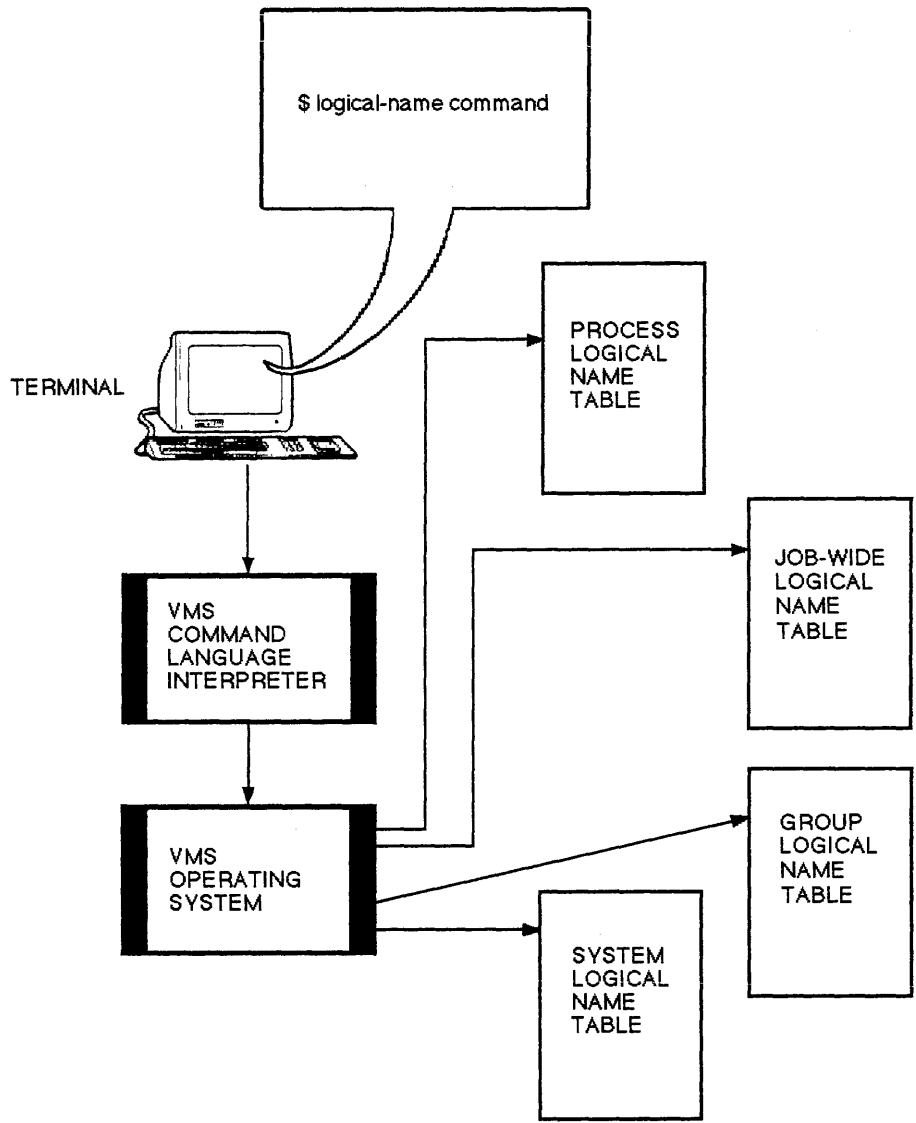 $ logical-name command
PROCESS
LOGICAL
NAME
TABLE
TERMINAL
JOB-WIDE
LOGICAL
NAME
TABLE
VMS
COMMAND
LANGUAGE
INTERPRETER
GROUP
LOGICAL
NAME
TABLE
VMS
OPERATING
SYSTEM
SYSTEM
LOGICAL
NAME
TABLE